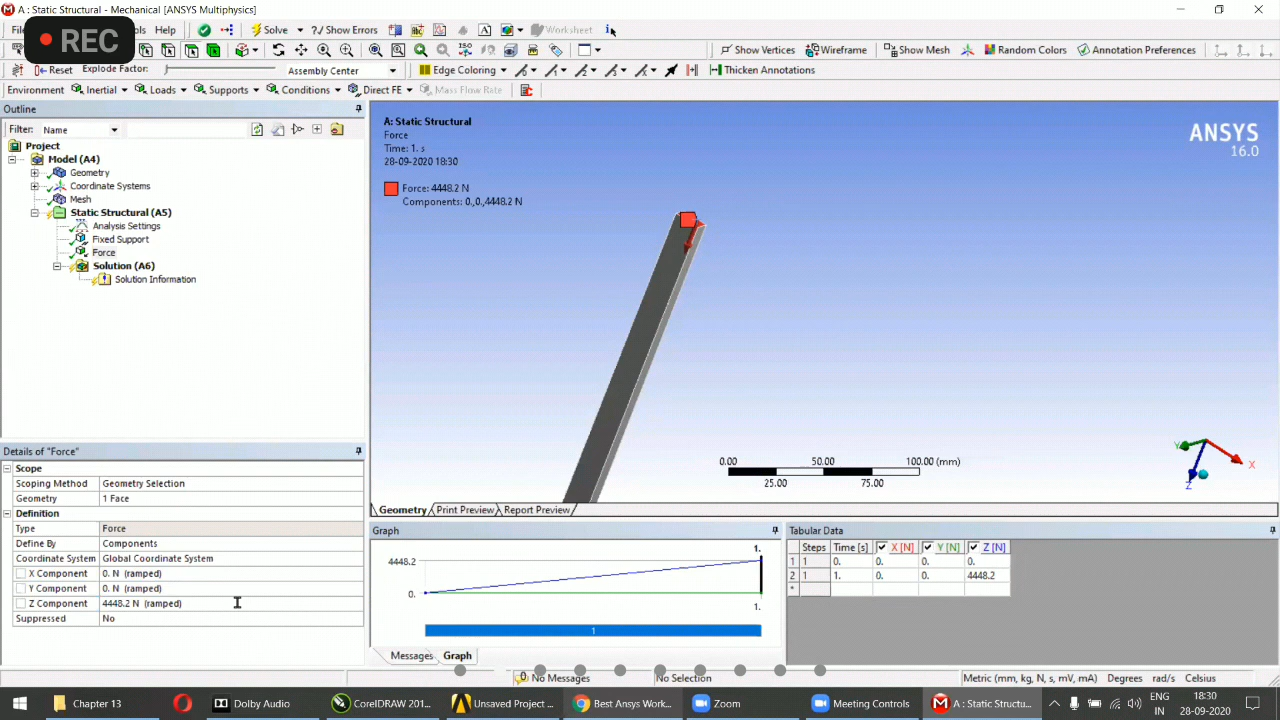 A : Static Structural - Mechanical [ANSYS Multiphysics]
REC
Help
Solve
?/ Show Errors
Worksheet
Show Vertices
Wireframe
Show Mesh
Random Colors
Annotation Preferences
Reset
Explode Factor:
Assembly Center
Edge Coloring
Thicken Annotations
Environment
Inertial
Loads
Supports
Conditions
Direct FE
Mass Flow Rate
Outline
Filter: Name
Project
Model (A4)
Geometry
Coordinate Systems
Mesh
Static Structural (A5)
Analysis Settings
Fixed Support
Force
Solution (A6)
Solution Information
A: Static Structural
Force
Time: 1. s
28-09-2020 18:30
Force: 4448.2 N
Components: 0.,0.,4448.2 N
ANSYS
16.0
0.00 50.00 100.00 (mm)
25.00 75.00
Y
X
Z
Geometry Print Preview Report Preview
Details of "Force"
Scope
Scoping Method Geometry Selection
Geometry 1 Face
Definition
Type Force
Define By Components
Coordinate System Global Coordinate System
X Component 0. N (ramped)
Y Component 0. N (ramped)
Z Component 4448.2 N (ramped)
Suppressed No
Graph
1.
4448.2
0.
1.
1
Messages Graph
Tabular Data
Steps Time [s] X [N] Y [N] Z [N]
1 1 0. 0. 0. 0.
2 1 1. 0. 0. 4448.2
*
0 No Messages
No Selection
Metric (mm, kg, N, s, mV, mA) Degrees rad/s Celsius
Chapter 13
Dolby Audio
CorelDRAW 201...
Unsaved Project ...
Best Ansys Work...
Zoom
Meeting Controls
A : Static Structu...
ENG
IN
18:30
28-09-2020